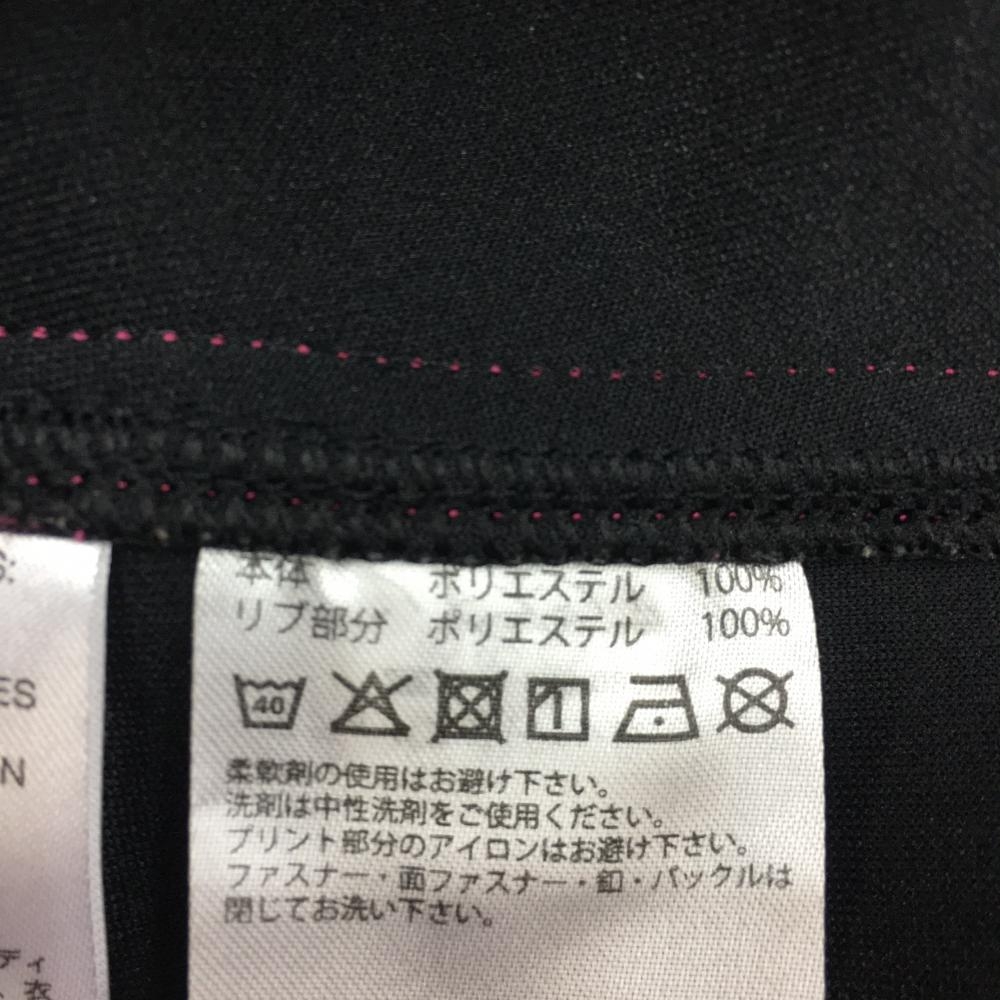 S:
ES
N
ディ
衣
本体 ポリエステル 100%
リブ部分 ポリエステル 100%
40
柔軟剤の使用はお避け下さい。
洗剤は中性洗剤をご使用ください。
プリント部分のアイロンはお避け下さい。
ファスナー・面ファスナー・釦・バックルは
閉じてお洗い下さい。